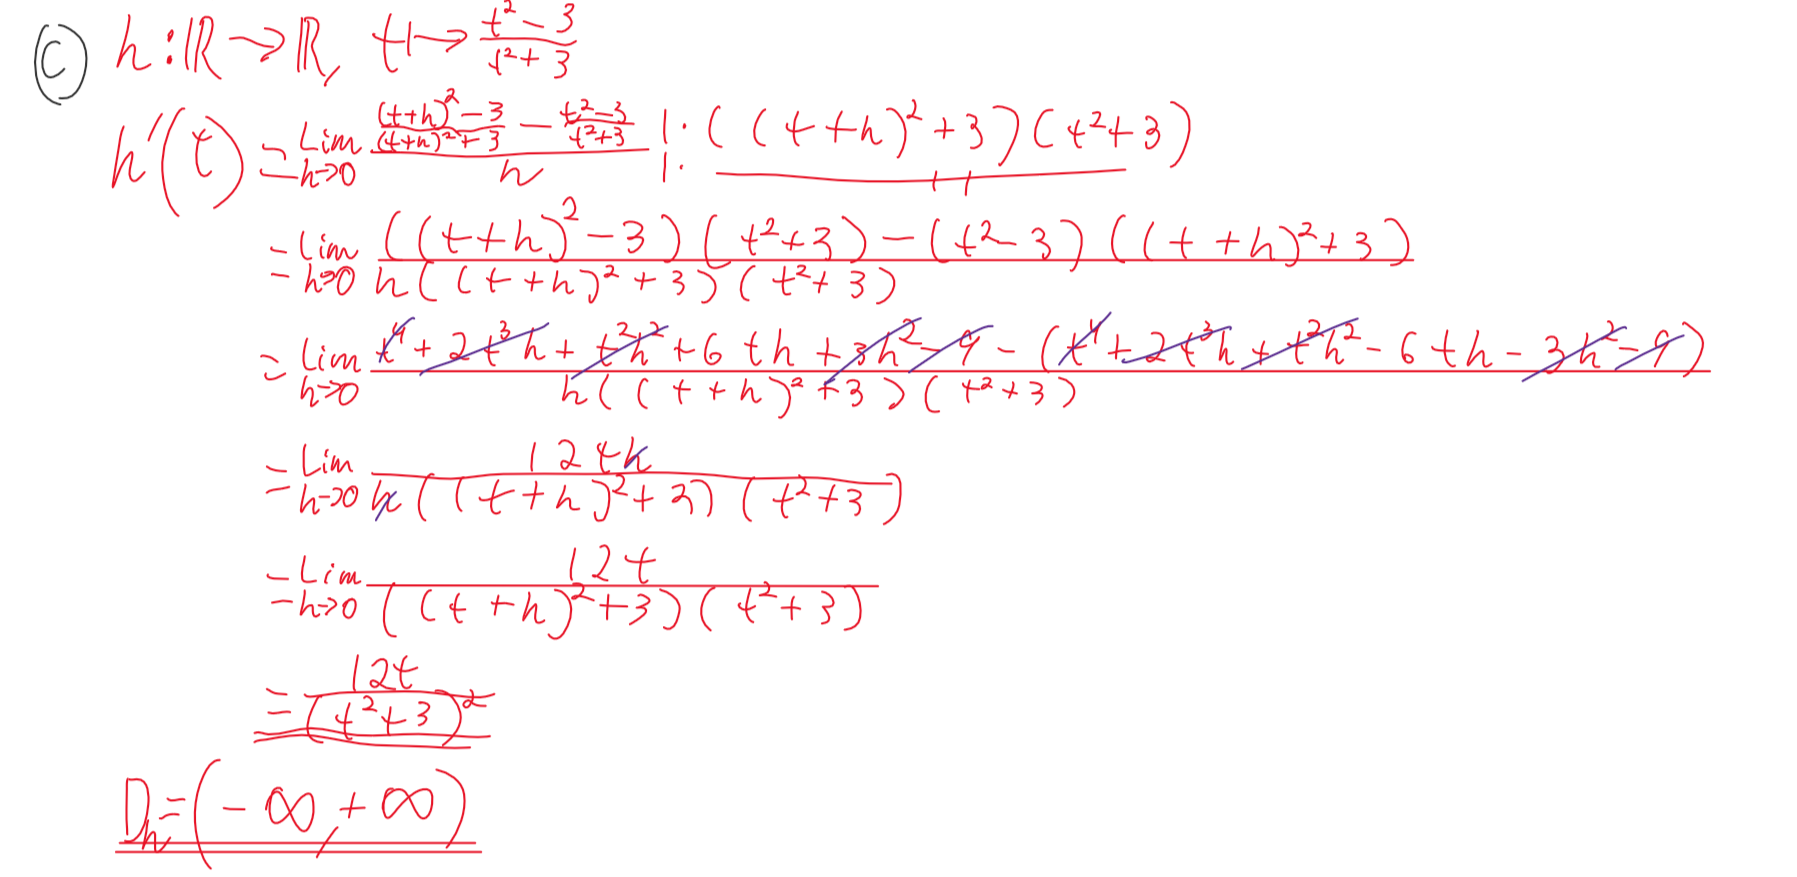 (c) h : ℝ → ℝ, t ↦ (t² - 3)/(t² + 3)
h'(t) = Lim h→0 (((t+h)² - 3)/((t+h)² + 3) - (t² - 3)/(t² + 3))/h |· ((t+h)² + 3)(t² + 3) |·
= Lim h→0 (((t+h)² - 3)(t² + 3) - (t² - 3)((t+h)² + 3))/(h((t+h)² + 3)(t² + 3))
= Lim h→0 (t⁴ + 2t³h + t²h² + 6th + 3h² - 9 - (t⁴ + 2t³h + t²h² - 6th - 3h² - 9))/(h((t+h)² + 3)(t² + 3))
= Lim h→0 12th/(h((t+h)² + 3)(t² + 3))
= Lim h→0 12t/(((t+h)² + 3)(t² + 3))
= 12t/(t² + 3)²
D_h = (-∞, +∞)